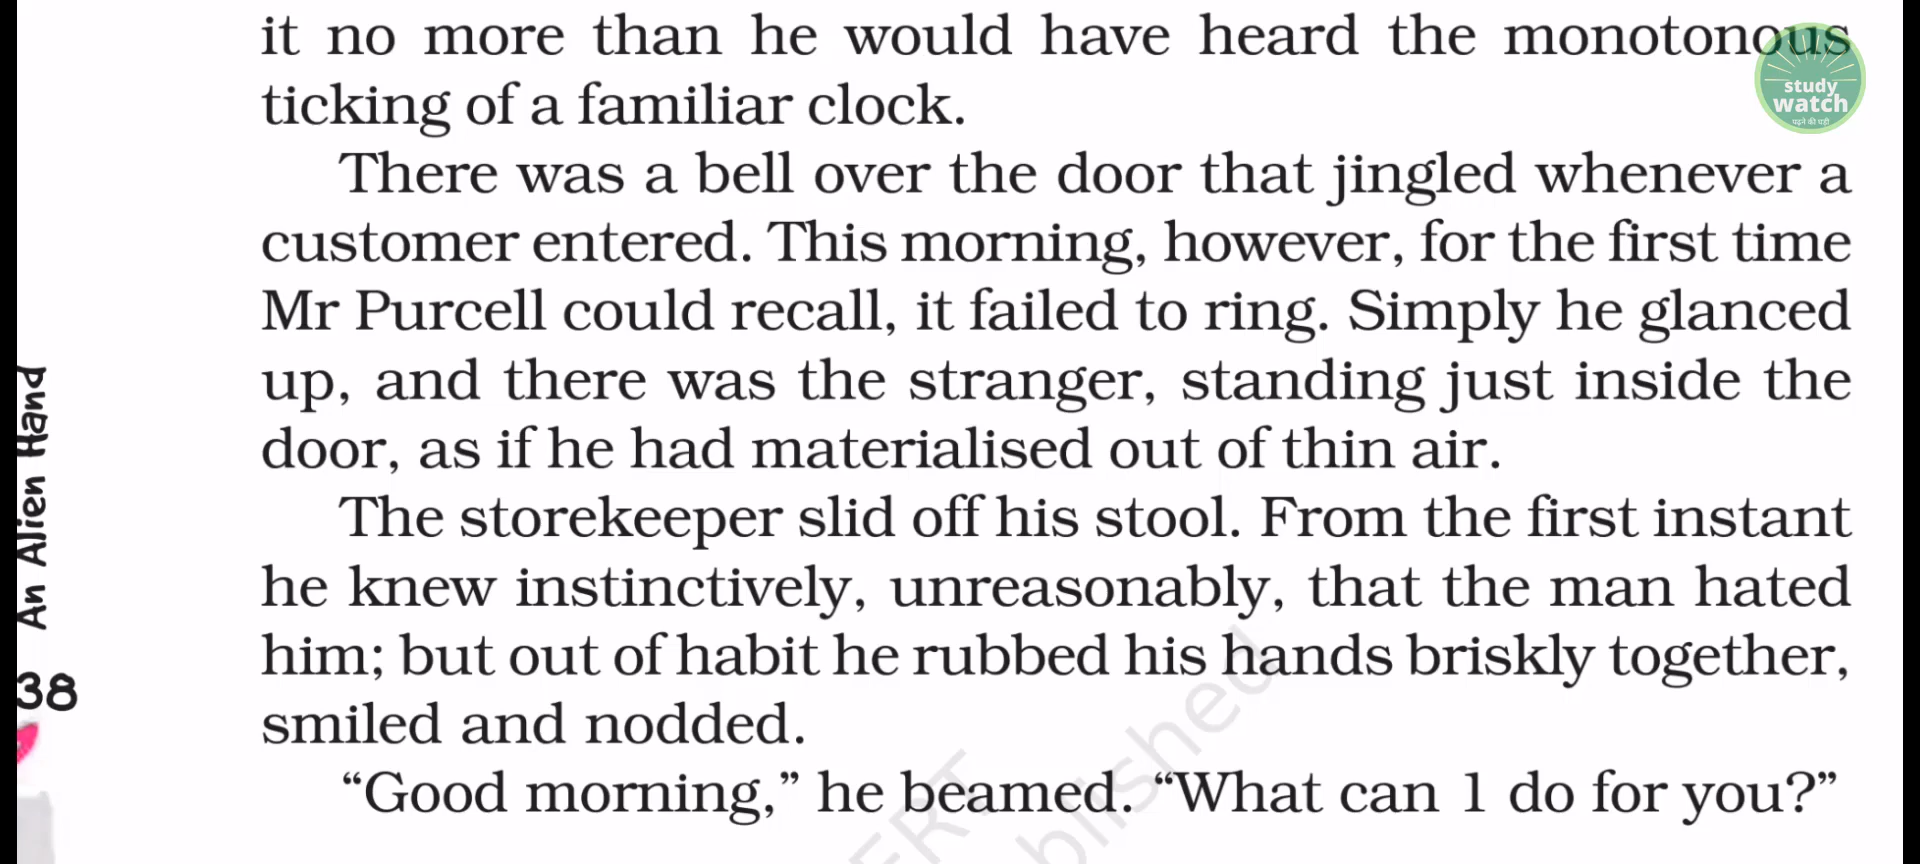 it no more than he would have heard the monotonous
ticking of a familiar clock.
There was a bell over the door that jingled whenever a
customer entered. This morning, however, for the first time
Mr Purcell could recall, it failed to ring. Simply he glanced
up, and there was the stranger, standing just inside the
door, as if he had materialised out of thin air.
The storekeeper slid off his stool. From the first instant
he knew instinctively, unreasonably, that the man hated
him; but out of habit he rubbed his hands briskly together,
smiled and nodded.
“Good morning,” he beamed. “What can 1 do for you?”
An Alien Hand
38
study
watch
पढ़ने की घड़ी
ERT
blished